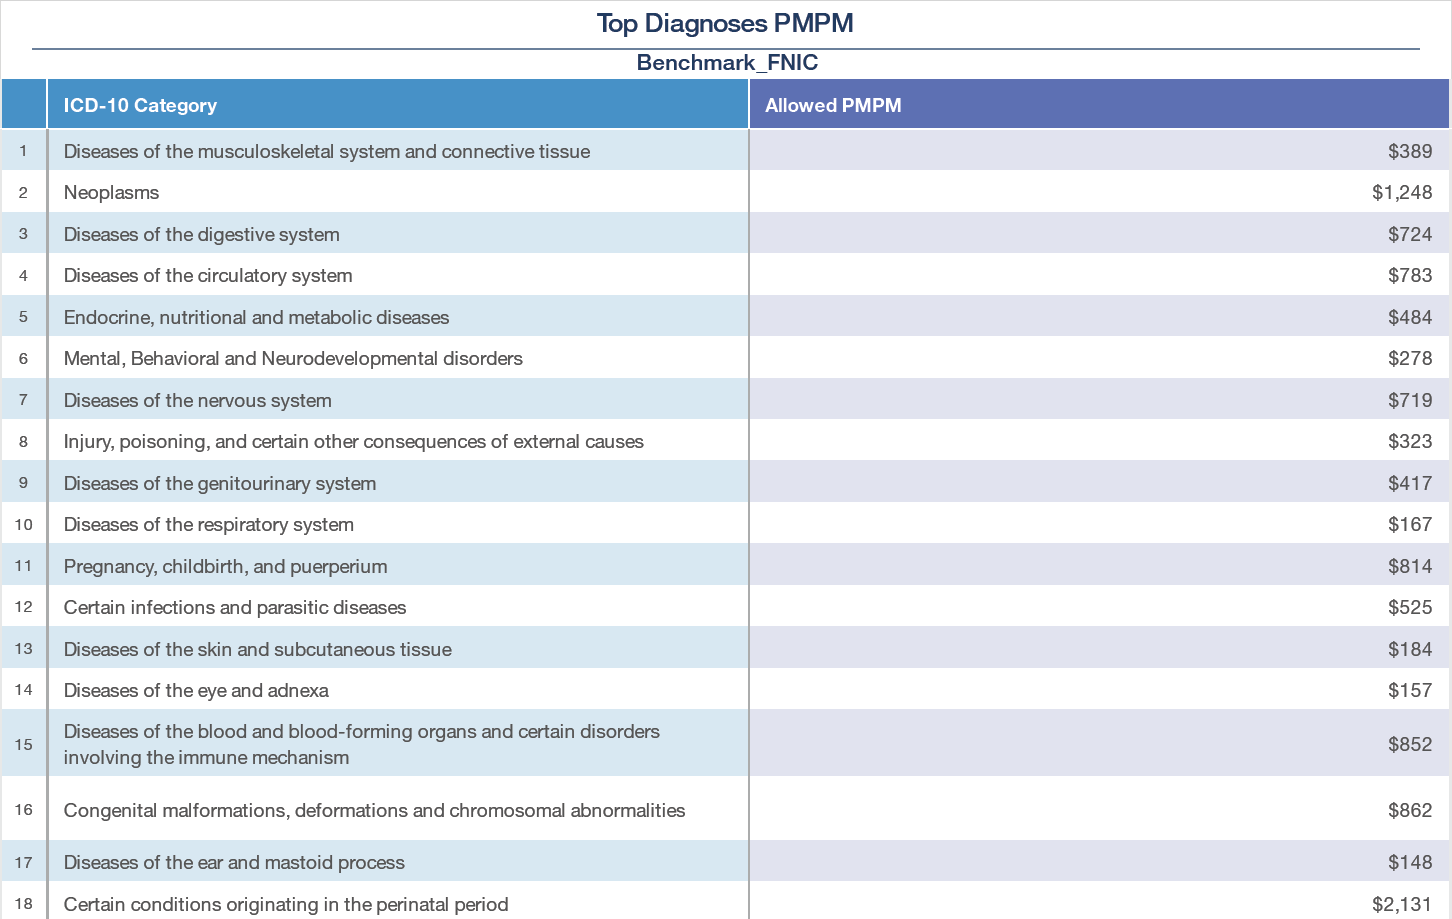 Top Diagnoses PMPM
Benchmark_FNIC
ICD-10 Category Allowed PMPM
1 Diseases of the musculoskeletal system and connective tissue $389
2 Neoplasms $1,248
3 Diseases of the digestive system $724
4 Diseases of the circulatory system $783
5 Endocrine, nutritional and metabolic diseases $484
6 Mental, Behavioral and Neurodevelopmental disorders $278
7 Diseases of the nervous system $719
8 Injury, poisoning, and certain other consequences of external causes $323
9 Diseases of the genitourinary system $417
10 Diseases of the respiratory system $167
11 Pregnancy, childbirth, and puerperium $814
12 Certain infections and parasitic diseases $525
13 Diseases of the skin and subcutaneous tissue $184
14 Diseases of the eye and adnexa $157
15 Diseases of the blood and blood-forming organs and certain disorders
involving the immune mechanism $852
16 Congenital malformations, deformations and chromosomal abnormalities $862
17 Diseases of the ear and mastoid process $148
18 Certain conditions originating in the perinatal period $2,131